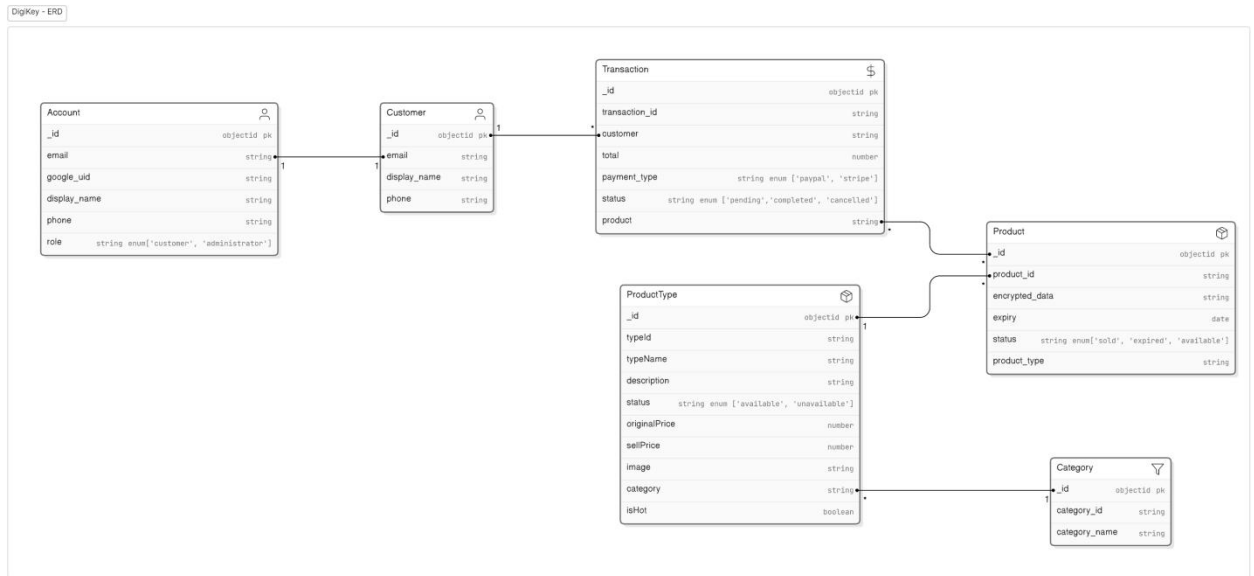 DigiKey - ERD
Account
_id objectid pk
email string
google_uid string
display_name string
phone string
role string enum['customer', 'administrator']
1
1
Customer
_id objectid pk
email string
display_name string
phone string
1
*
Transaction
_id objectid pk
transaction_id string
customer string
total number
payment_type string enum ['paypal', 'stripe']
status string enum ['pending','completed', 'cancelled']
product string
*
*
Product
_id objectid pk
product_id string
encrypted_data string
expiry date
status string enum['sold', 'expired', 'available']
product_type string
*
1
ProductType
_id objectid pk
typeId string
typeName string
description string
status string enum ['available', 'unavailable']
originalPrice number
sellPrice number
image string
category string
isHot boolean
*
1
Category
_id objectid pk
category_id string
category_name string